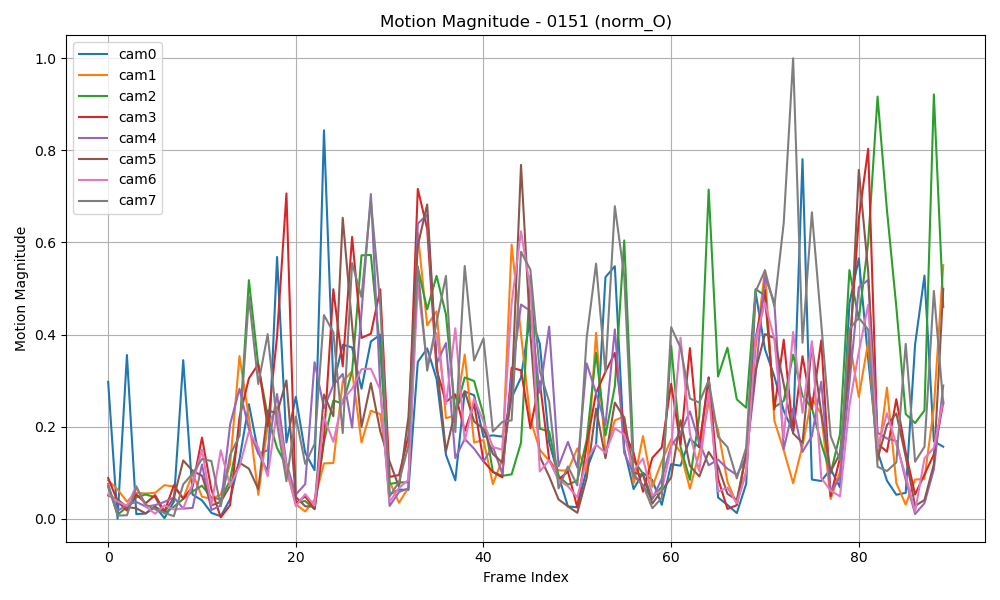 Motion Magnitude - 0151 (norm_O)
cam0
cam1
cam2
cam3
cam4
cam5
cam6
cam7
1.0
0.8
0.6
0.4
0.2
0.0
Motion Magnitude
0 20 40 60 80
Frame Index